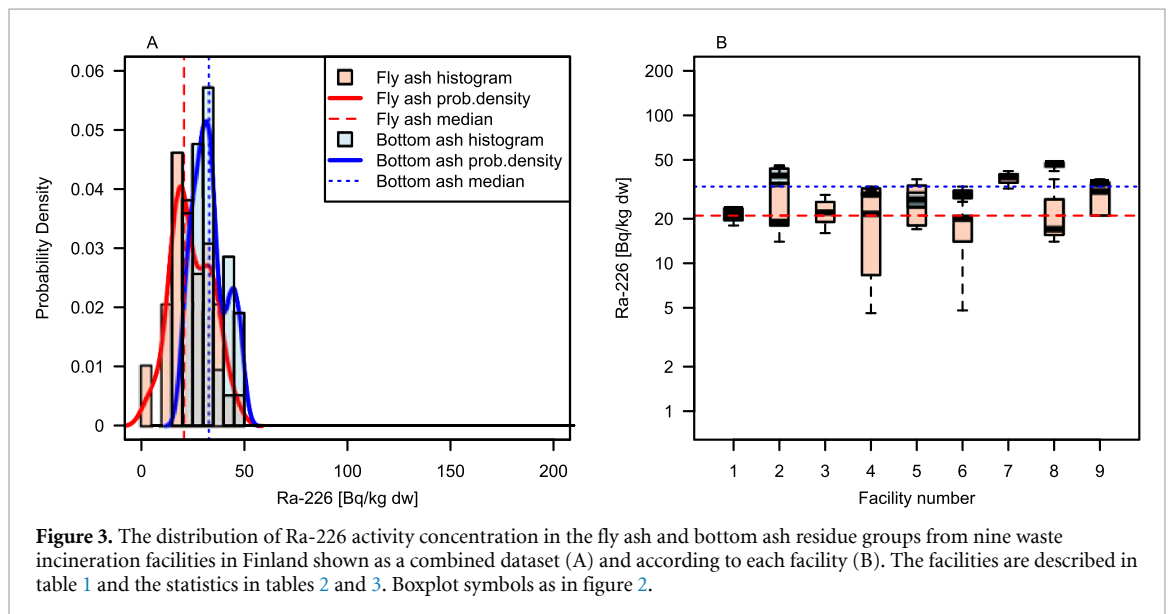 A
0.06
0.05
0.04
0.03
0.02
0.01
0
Probability Density
0 50 100 150 200
Ra-226 [Bq/kg dw]
Fly ash histogram
Fly ash prob.density
Fly ash median
Bottom ash histogram
Bottom ash prob.density
Bottom ash median
B
200
100
50
20
10
5
2
1
Ra-226 [Bq/kg dw]
1 2 3 4 5 6 7 8 9
Facility number
Figure 3. The distribution of Ra-226 activity concentration in the fly ash and bottom ash residue groups from nine waste
incineration facilities in Finland shown as a combined dataset (A) and according to each facility (B). The facilities are described in
table 1 and the statistics in tables 2 and 3. Boxplot symbols as in figure 2.